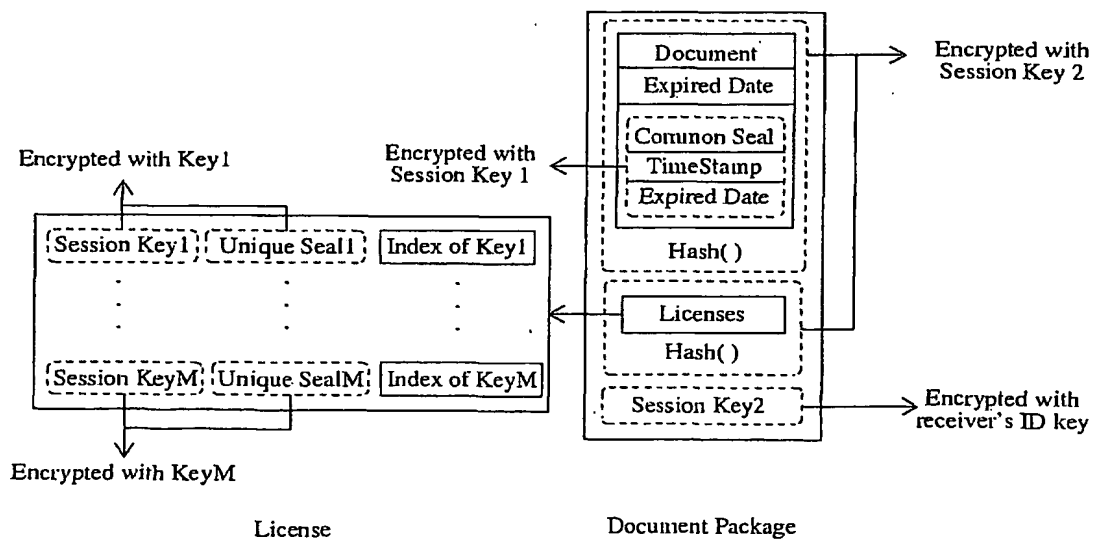 Document
Expired Date
Common Seal
TimeStamp
Expired Date
Hash( )
Licenses
Hash( )
Session Key2
Encrypted with
Session Key 2
Encrypted with
Session Key 1
Encrypted with
receiver's ID key
Encrypted with Key1
Session Key1 Unique Seal1 Index of Key1
Session KeyM Unique SealM Index of KeyM
Encrypted with KeyM
License
Document Package